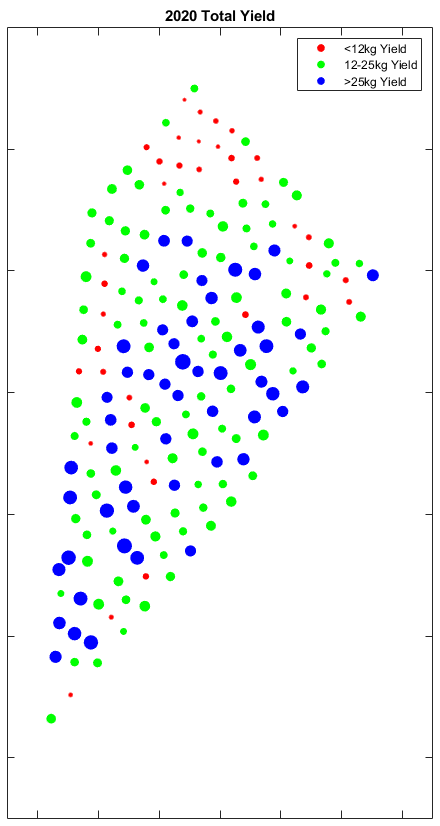 2020 Total Yield
<12kg Yield
12-25kg Yield
>25kg Yield